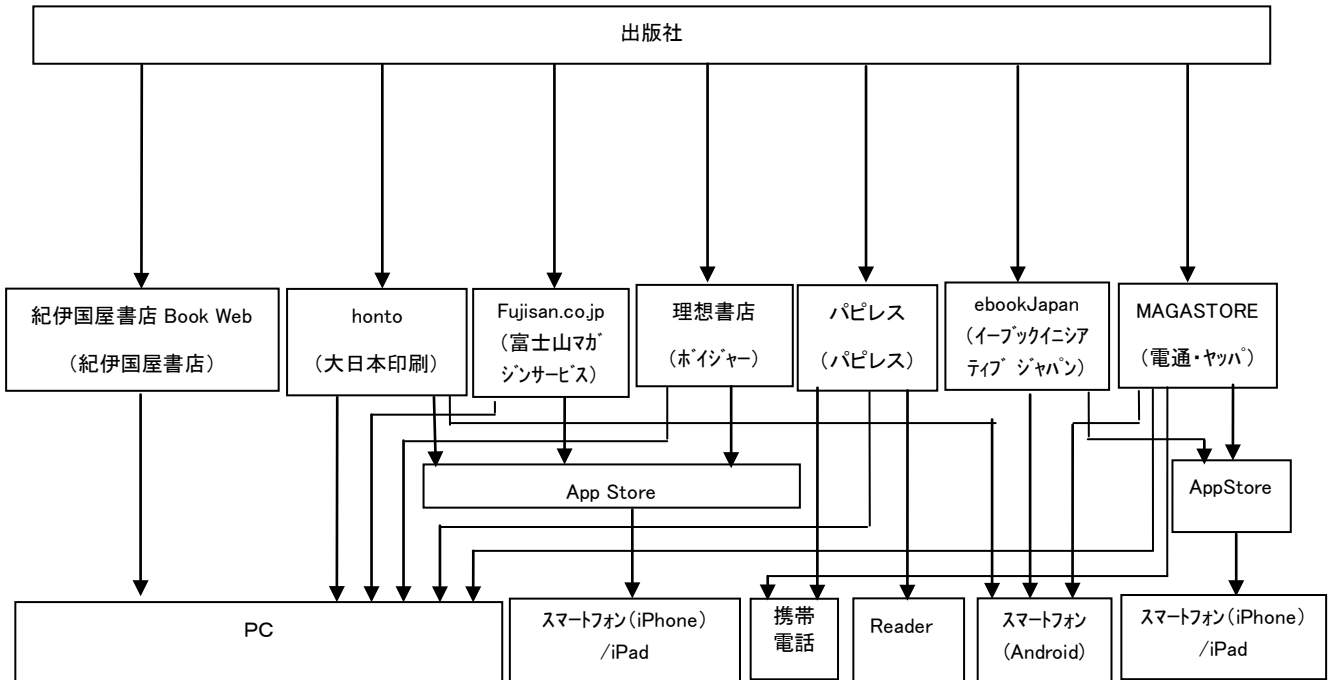 出版社
紀伊国屋書店 Book Web
(紀伊国屋書店)
honto
(大日本印刷)
Fujisan.co.jp
(富士山ﾏｶﾞ
ｼﾞﾝｻｰﾋﾞｽ)
理想書店
(ﾎﾞｲｼﾞｬｰ)
パピレス
(パピレス)
ebookJapan
(ｲｰﾌﾞｯｸｲﾆｼｱ
ﾃｨﾌﾞ ｼﾞｬﾊﾟﾝ)
MAGASTORE
(電通・ﾔｯﾊﾟ)
App Store
AppStore
PC
ｽﾏｰﾄﾌｫﾝ(iPhone)
/iPad
携帯
電話
Reader
ｽﾏｰﾄﾌｫﾝ
(Android)
ｽﾏｰﾄﾌｫﾝ(iPhone)
/iPad